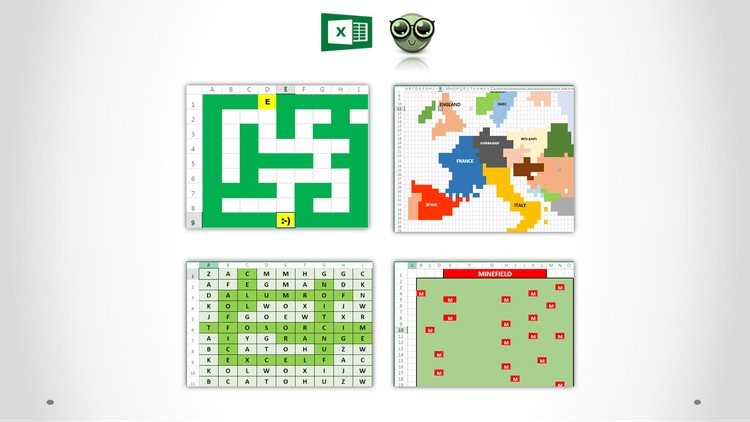 X
A B C D E F G H I
1 E
2
3
4
5
6
7
8
9 :-)
ENGLAND
POLAND
FRANCE
SPAIN
ITALY
A B C D E F G H I
1 Z A C M M H G G C
2 A F E G M A N D K
3 D A L U M R O F N
4 K O L W O X I J W
5 J F G O E W T X R
6 T F O S O R C I M
7 A I Y G R A N G E
8 B C A T O H U Z W
9 K E X C E L F A C
10 K O L W O X I J W
11 B C A T O H U Z W
A B C D E F G H I J K L M N O
1 MINEFIELD
2
3 M
4 M M
5 M M
6 M
7
8 M M
9 M
10 M
11 M M
12 M
13
14 M
15 M
16 M M
17 M
18 M